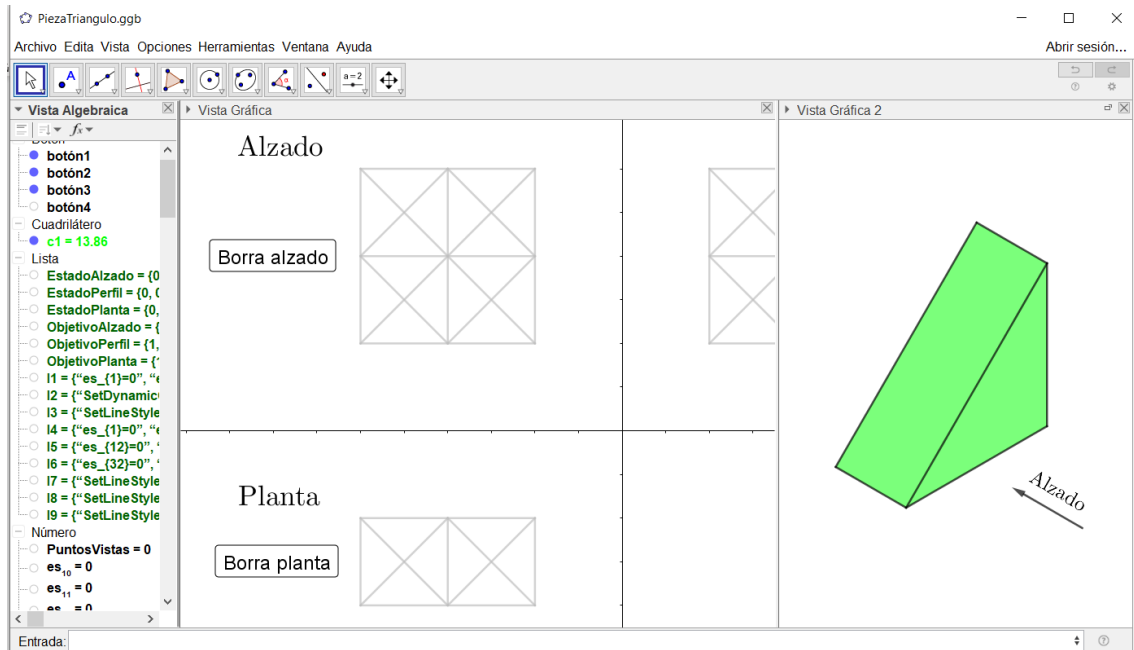 PiezaTriangulo.ggb
Archivo Edita Vista Opciones Herramientas Ventana Ayuda
Abrir sesión...
A
α
a=2
Vista Algebraica
Vista Gráfica
Vista Gráfica 2
fx
Botón
botón1
botón2
botón3
botón4
Cuadrilátero
c1 = 13.86
Lista
EstadoAlzado = {0
EstadoPerfil = {0, 0
EstadoPlanta = {0,
ObjetivoAlzado = {
ObjetivoPerfil = {1,
ObjetivoPlanta = {1
l1 = {“es_{1}=0”, “e
l2 = {“SetDynamic
l3 = {“SetLineStyle
l4 = {“es_{1}=0”, “e
l5 = {“es_{12}=0”, “
l6 = {“es_{32}=0”, “
l7 = {“SetLineStyle
l8 = {“SetLineStyle
l9 = {“SetLineStyle
Número
PuntosVistas = 0
es₁₀ = 0
es₁₁ = 0
Alzado
Borra alzado
Planta
Borra planta
Alzado
Entrada: